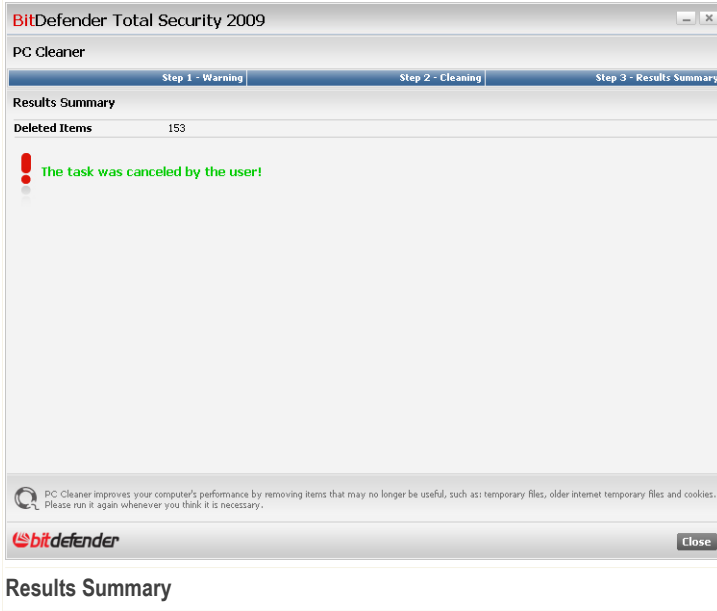 BitDefender Total Security 2009
PC Cleaner
Step 1 - Warning
Step 2 - Cleaning
Step 3 - Results Summary
Results Summary
Deleted Items 153
The task was canceled by the user!
PC Cleaner improves your computer's performance by removing items that may no longer be useful, such as: temporary files, older internet temporary files and cookies.
Please run it again whenever you think it is necessary.
bitdefender
Close
Results Summary